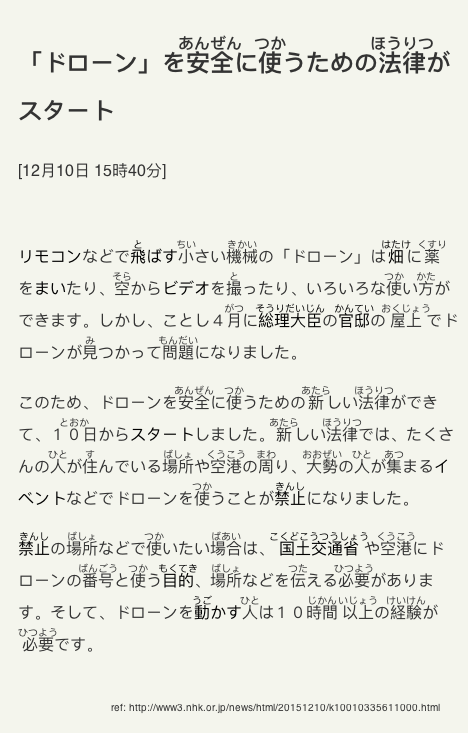 「ドローン」を安全に使うための法律が
スタート
[12月10日 15時40分]
リモコンなどで飛ばす小さい機械の「ドローン」は畑に薬
をまいたり、空からビデオを撮ったり、いろいろな使い方が
できます。しかし、ことし４月に総理大臣の官邸の屋上でド
ローンが見つかって問題になりました。
このため、ドローンを安全に使うための新しい法律ができ
て、１０日からスタートしました。新しい法律では、たくさ
んの人が住んでいる場所や空港の周り、大勢の人が集まるイ
ベントなどでドローンを使うことが禁止になりました。
禁止の場所などで使いたい場合は、国土交通省や空港にド
ローンの番号と使う目的、場所などを伝える必要がありま
す。そして、ドローンを動かす人は１０時間以上の経験が
必要です。
ref: http://www3.nhk.or.jp/news/html/20151210/k10010335611000.html